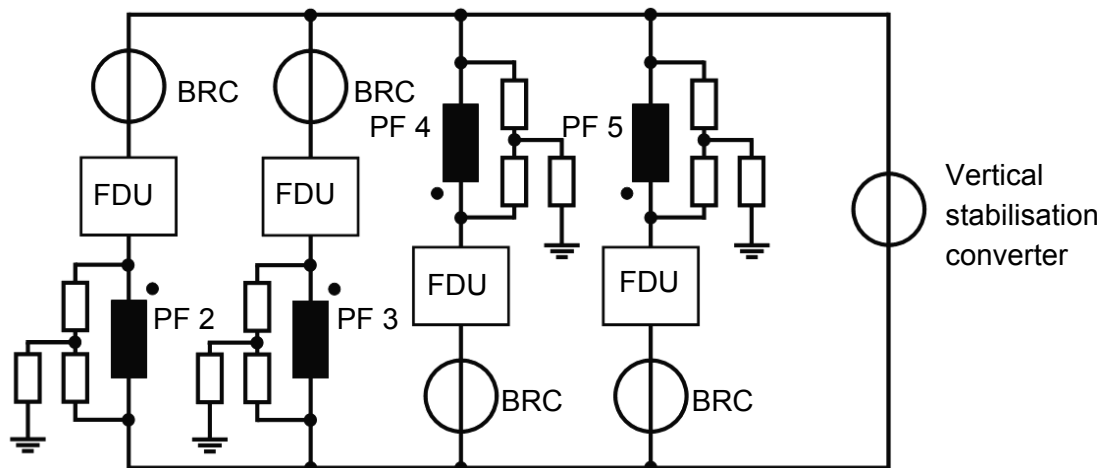 BRC
BRC
PF 4
PF 5
FDU
FDU
Vertical
stabilisation
converter
FDU
FDU
PF 2
PF 3
BRC
BRC